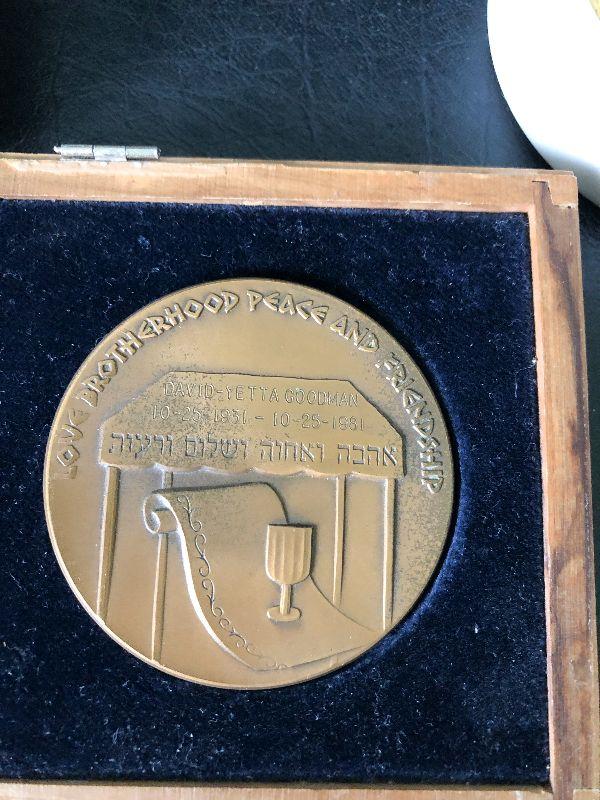 LOVE BROTHERHOOD PEACE AND FRIENDSHIP
DAVID-YETTA GOODMAN
10-25-1931 - 10-25-1981
אהבה ואחוה ושלום ורעות